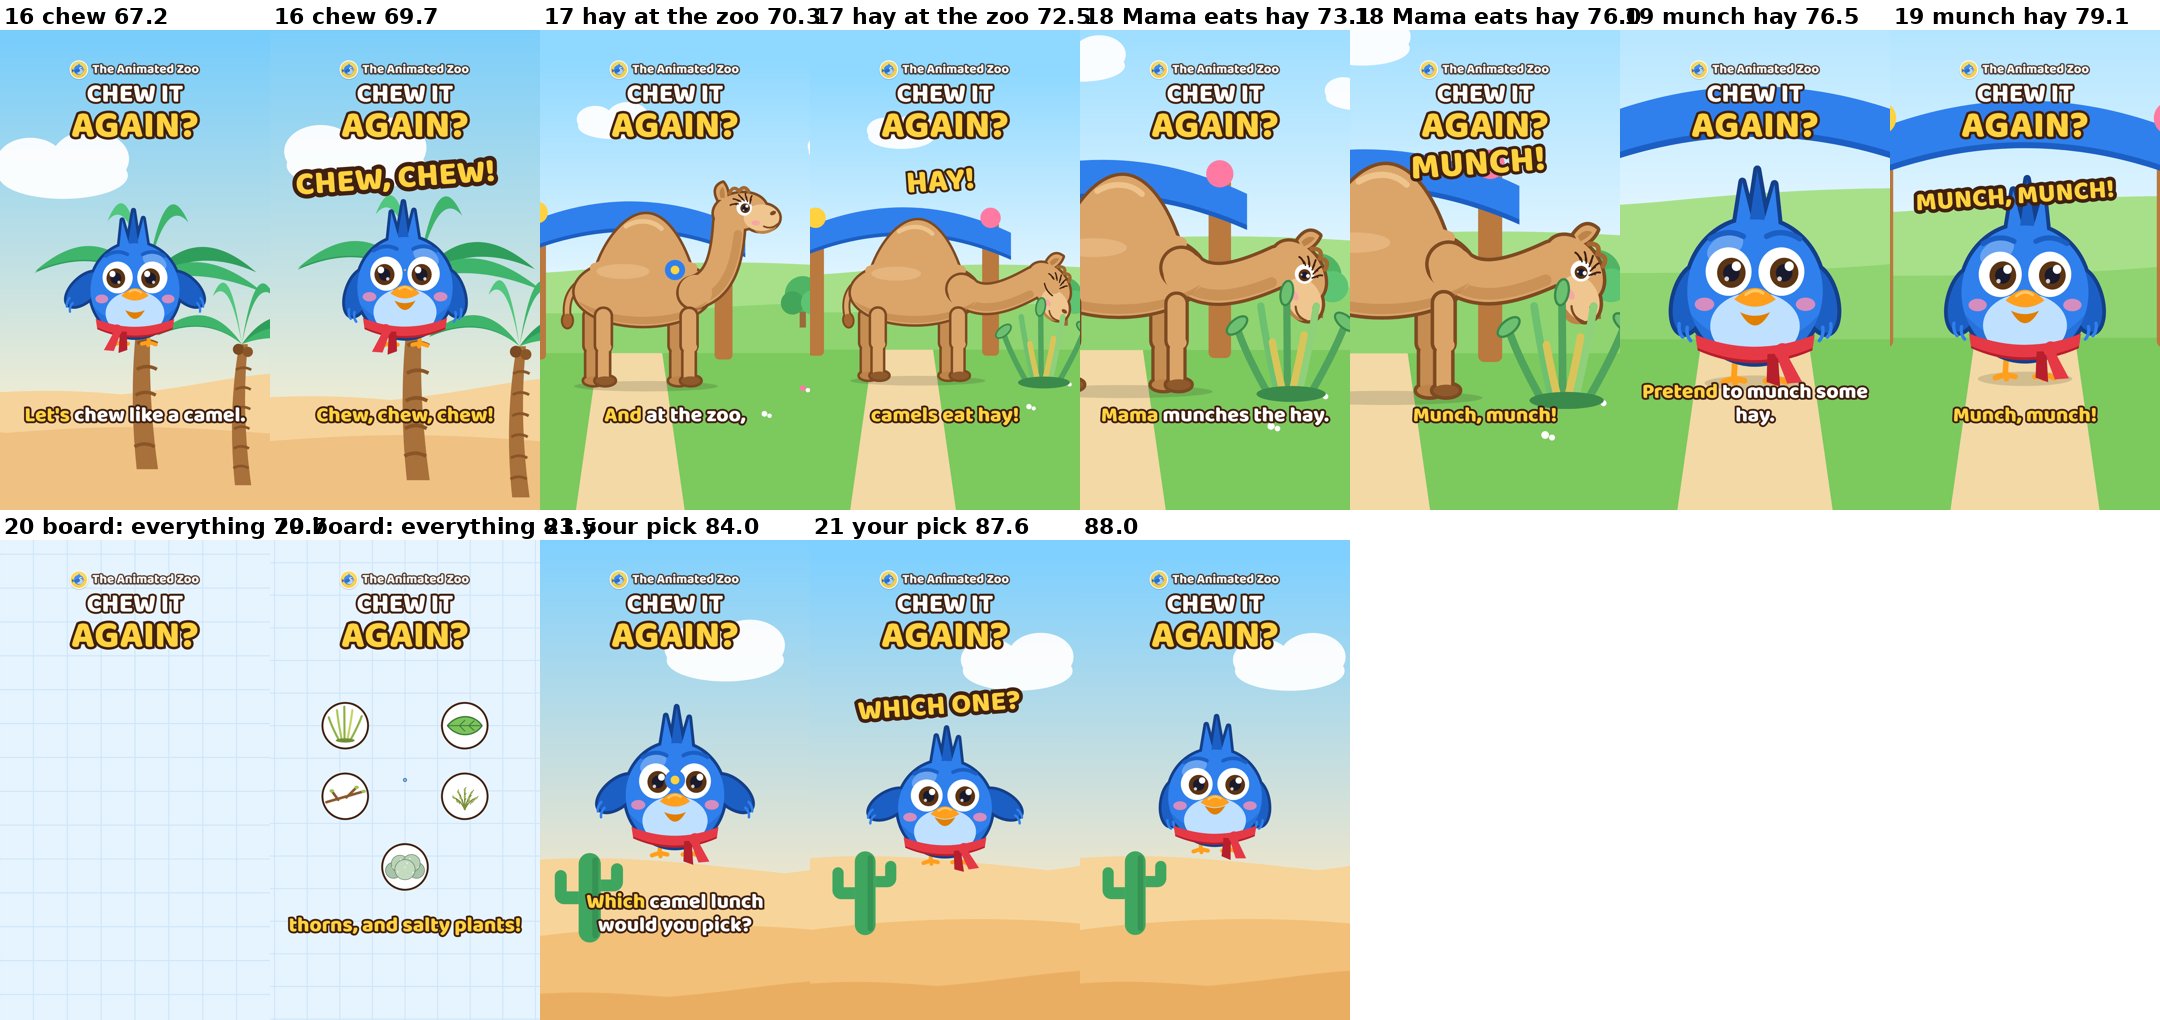 16 chew 67.2
16 chew 69.7
17 hay at the zoo 70.3
17 hay at the zoo 72.5
18 Mama eats hay 73.1
18 Mama eats hay 76.0
19 munch hay 76.5
19 munch hay 79.1
The Animated Zoo
CHEW IT
AGAIN?
Let's chew like a camel.
The Animated Zoo
CHEW IT
AGAIN?
CHEW, CHEW!
Chew, chew, chew!
The Animated Zoo
CHEW IT
AGAIN?
And at the zoo,
The Animated Zoo
CHEW IT
AGAIN?
HAY!
camels eat hay!
The Animated Zoo
CHEW IT
AGAIN?
Mama munches the hay.
The Animated Zoo
CHEW IT
AGAIN?
MUNCH!
Munch, munch!
The Animated Zoo
CHEW IT
AGAIN?
Pretend to munch some
hay.
The Animated Zoo
CHEW IT
AGAIN?
MUNCH, MUNCH!
Munch, munch!
20 board: everything 79.7
20 board: everything 83.5
21 your pick 84.0
21 your pick 87.6
88.0
The Animated Zoo
CHEW IT
AGAIN?
The Animated Zoo
CHEW IT
AGAIN?
thorns, and salty plants!
The Animated Zoo
CHEW IT
AGAIN?
Which camel lunch
would you pick?
The Animated Zoo
CHEW IT
AGAIN?
WHICH ONE?
The Animated Zoo
CHEW IT
AGAIN?